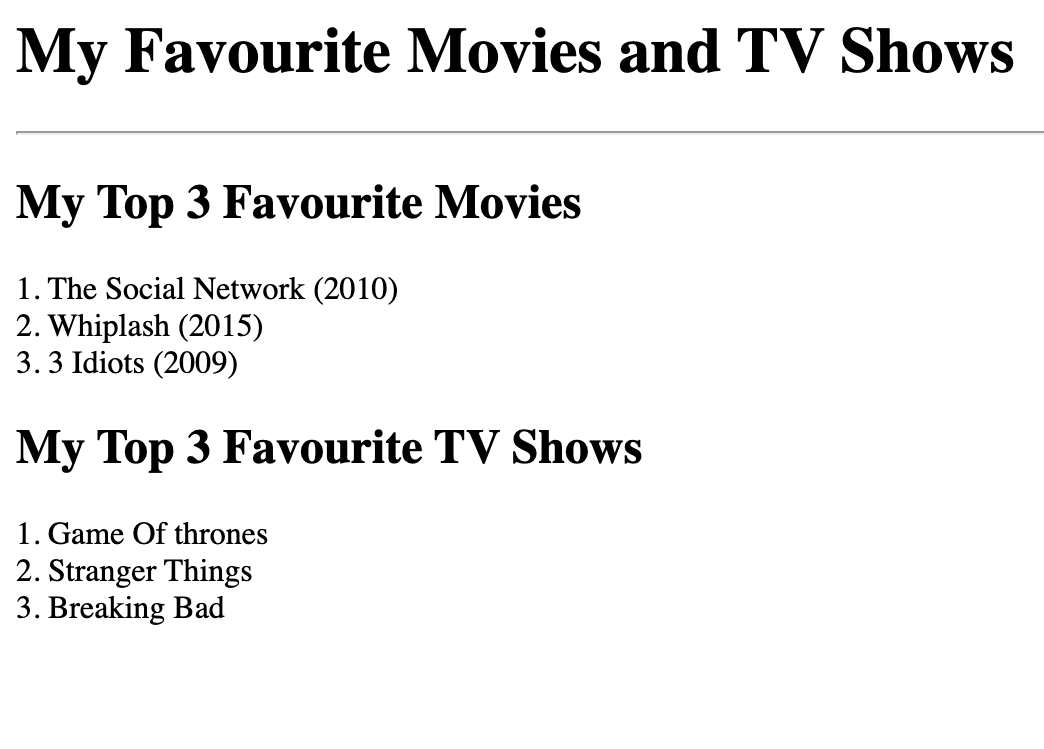 My Favourite Movies and TV Shows
My Top 3 Favourite Movies
1. The Social Network (2010)
2. Whiplash (2015)
3. 3 Idiots (2009)
My Top 3 Favourite TV Shows
1. Game Of thrones
2. Stranger Things
3. Breaking Bad